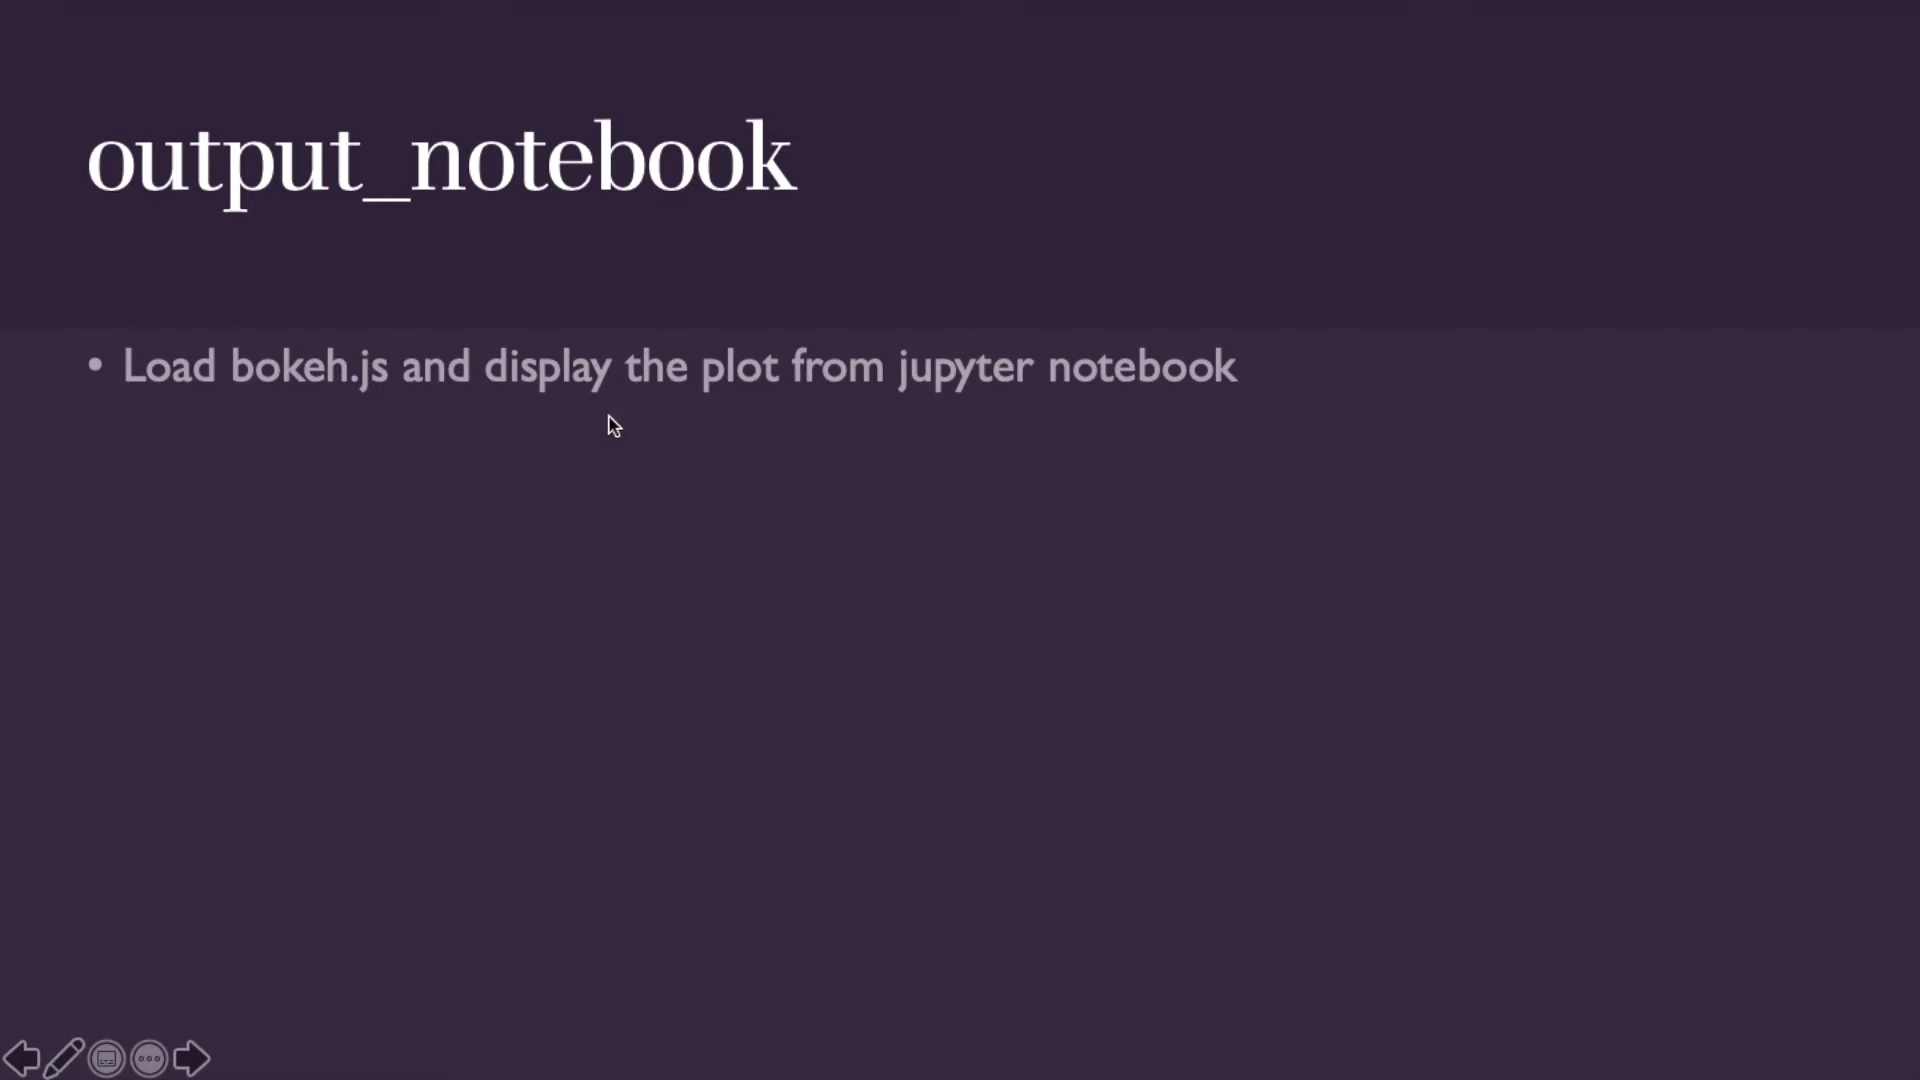 output_notebook
• Load bokeh.js and display the plot from jupyter notebook